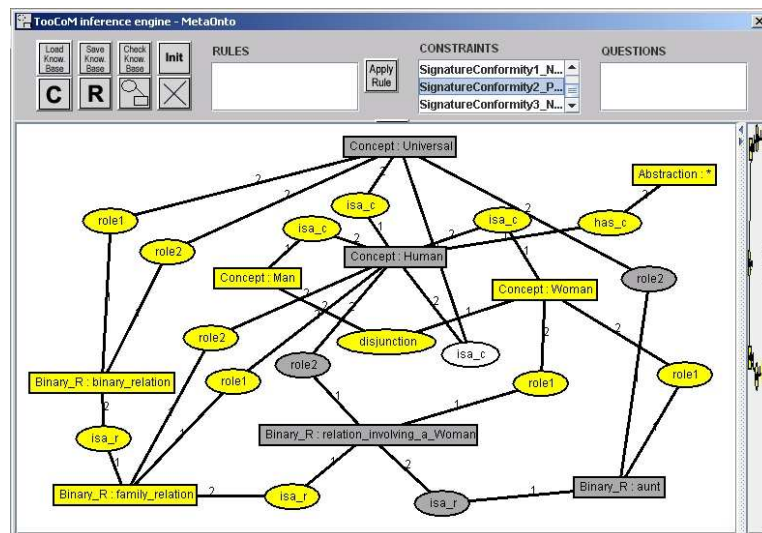 TooCoM inference engine - MetaOnto
Load Know. Base
Save Know. Base
Check Know. Base
Init
RULES
Apply Rule
CONSTRAINTS
QUESTIONS
SignatureConformity1_N...
SignatureConformity2_P...
SignatureConformity3_N...
C
R
Concept : Universal
Abstraction : *
role1
isa_c
isa_c
isa_c
has_c
role2
Concept : Human
Concept : Man
Concept : Woman
role2
role2
disjunction
isa_c
role2
Binary_R : binary_relation
role1
role1
role1
isa_r
Binary_R : relation_involving_a_Woman
Binary_R : family_relation
isa_r
isa_r
Binary_R : aunt